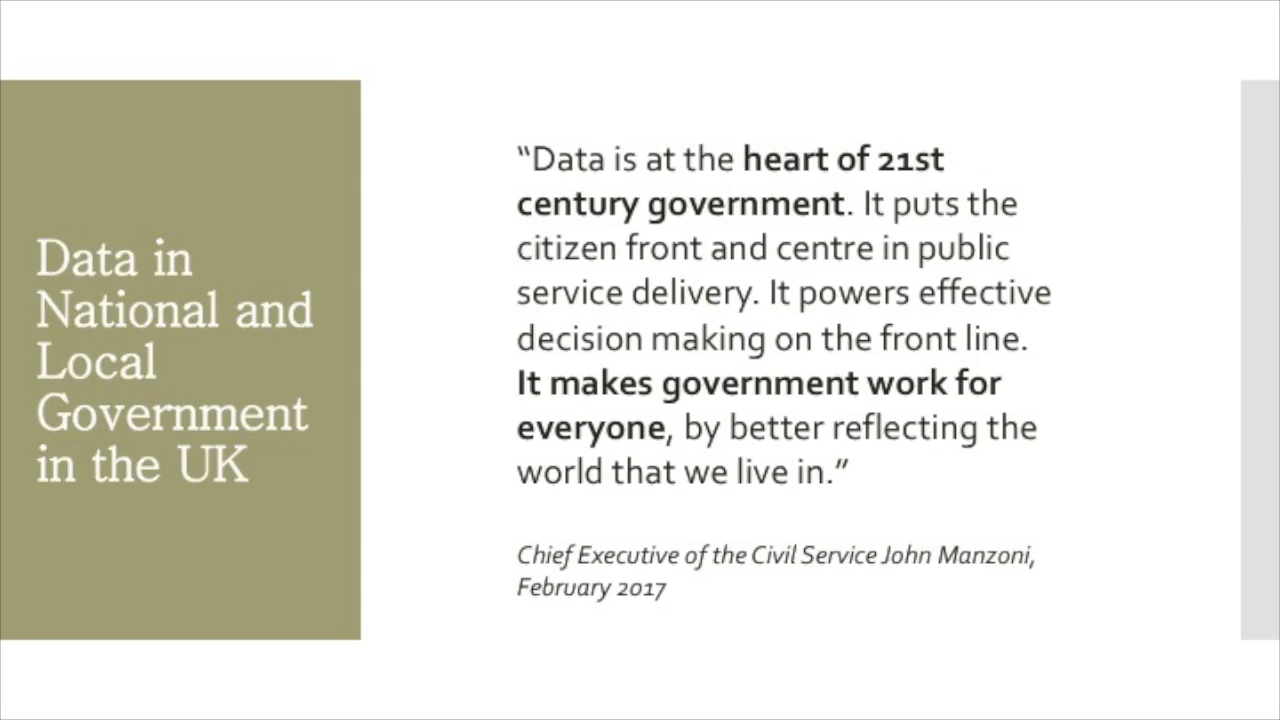 Data in
National and
Local
Government
in the UK
“Data is at the heart of 21st
century government. It puts the
citizen front and centre in public
service delivery. It powers effective
decision making on the front line.
It makes government work for
everyone, by better reflecting the
world that we live in.”
Chief Executive of the Civil Service John Manzoni,
February 2017